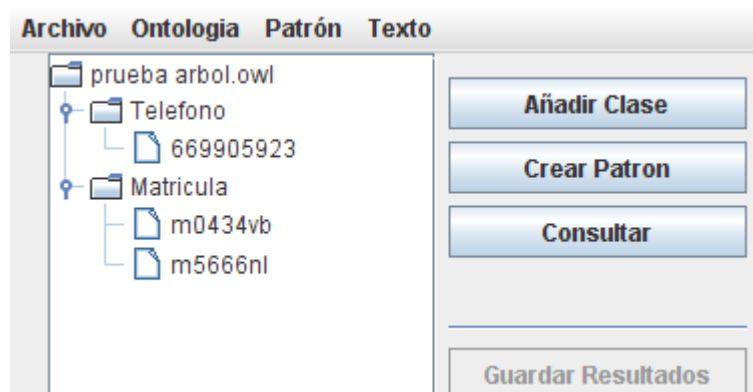 Archivo Ontologia Patrón Texto
prueba arbol.owl
Telefono
669905923
Matricula
m0434vb
m5666nl
Añadir Clase
Crear Patron
Consultar
Guardar Resultados